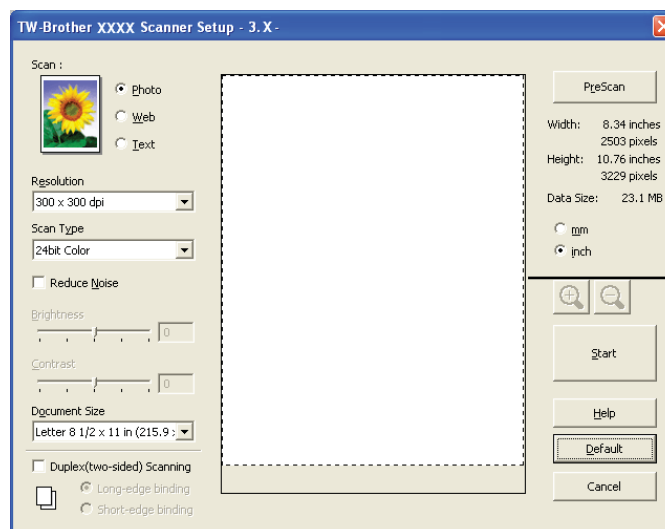 TW-Brother XXXX Scanner Setup - 3.X -
Scan :
Photo
Web
Text
Resolution
300 x 300 dpi
Scan Type
24bit Color
Reduce Noise
Brightness
0
Contrast
0
Document Size
Letter 8 1/2 x 11 in (215.9 :
Duplex(two-sided) Scanning
Long-edge binding
Short-edge binding
PreScan
Width: 8.34 inches
2503 pixels
Height: 10.76 inches
3229 pixels
Data Size: 23.1 MB
mm
inch
Start
Help
Default
Cancel